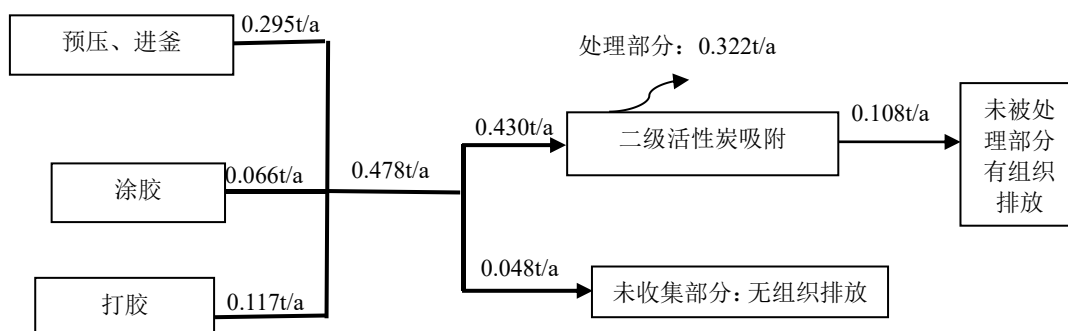 预压、进釜
0.295t/a
涂胶
0.066t/a
打胶
0.117t/a
0.478t/a
处理部分：0.322t/a
0.430t/a
二级活性炭吸附
0.108t/a
未被处
理部分
有组织
排放
0.048t/a
未收集部分：无组织排放